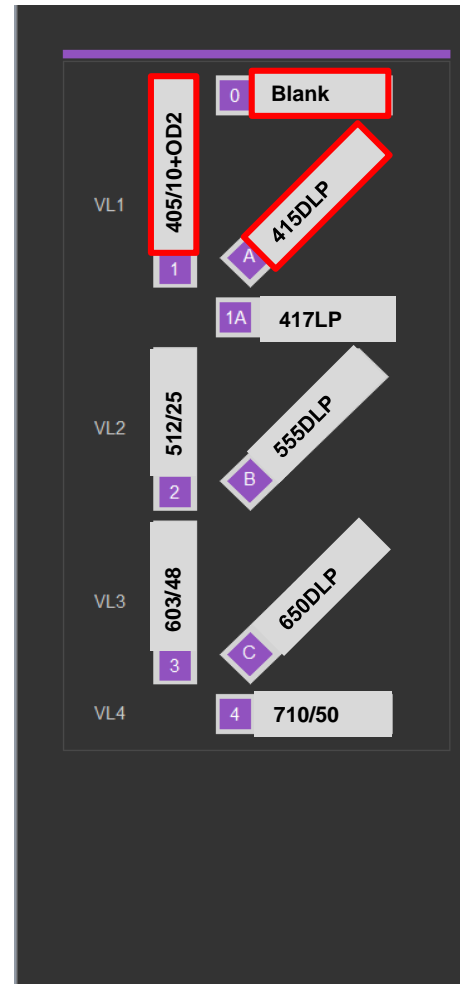 0 Blank
VL1
405/10+OD2
1
415DLP
A
1A 417LP
VL2
512/25
2
555DLP
B
VL3
603/48
3
650DLP
C
VL4
4 710/50